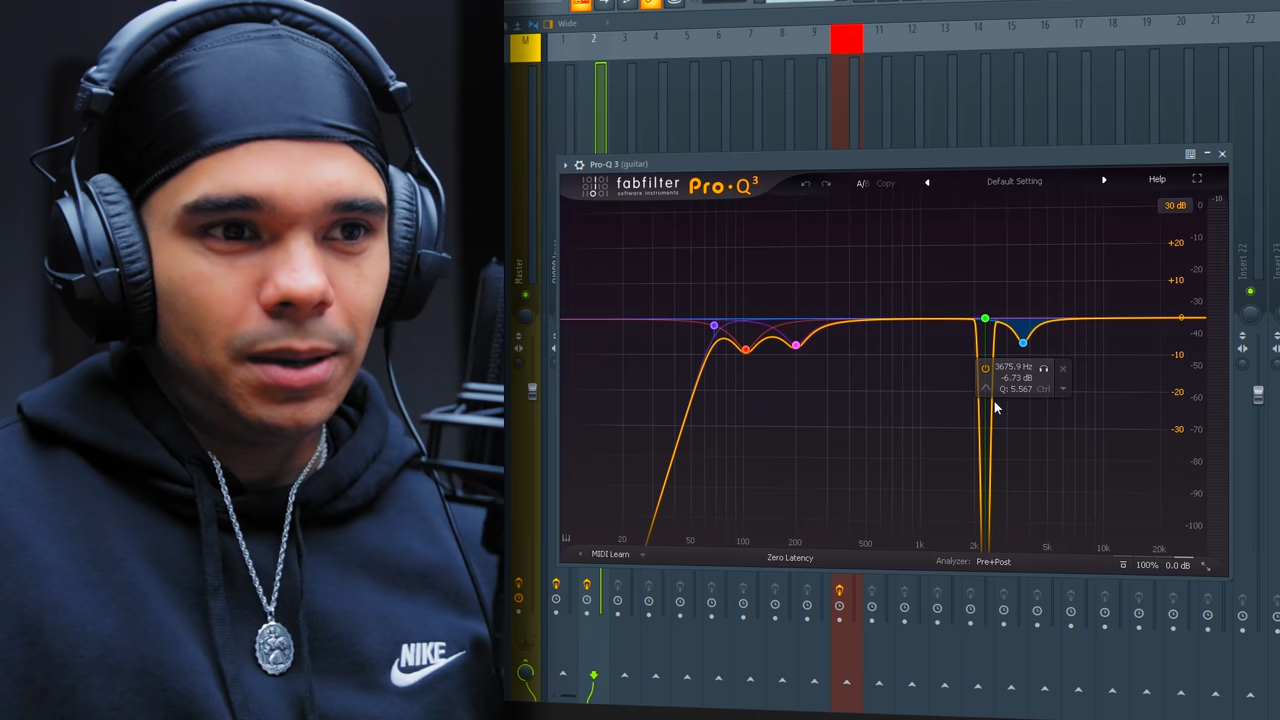 Wide
M
1 2 3 4 5 6 7 8 9 11 12 13 14 15 16 17 18 19 20 21 22
Pro-Q 3 (guitar)
fabfilter
software instruments
Pro·Q3
A/B Copy
Default Setting
Help
30 dB 0 -10
-10
+20
-20
+10
-30
0
-40
-10
-50
-20
-60
-30
-70
-80
-90
-100
Master
Insert 22
3675.9 Hz
-6.73 dB
Q: 5.567 Ctrl
20 50 100 200 500 1k 2k 5k 10k 20k
MIDI Learn
Zero Latency
Analyzer: Pre+Post
100% 0.0 dB
NIKE